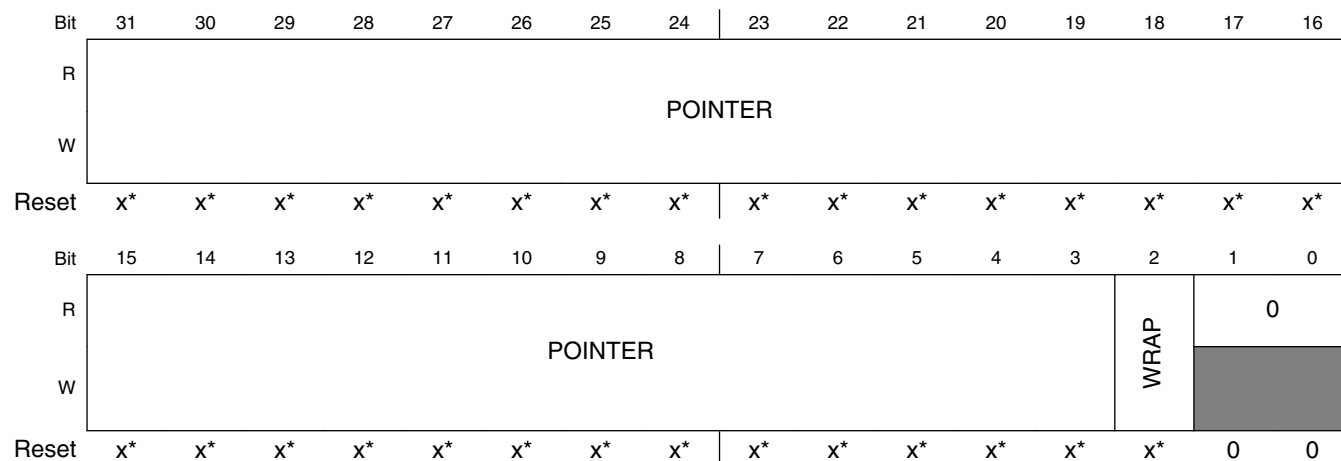 Bit 31 30 29 28 27 26 25 24 23 22 21 20 19 18 17 16
R
POINTER
W
Reset x* x* x* x* x* x* x* x* x* x* x* x* x* x* x* x*
Bit 15 14 13 12 11 10 9 8 7 6 5 4 3 2 1 0
R 0
POINTER WRAP
W
Reset x* x* x* x* x* x* x* x* x* x* x* x* x* x* 0 0